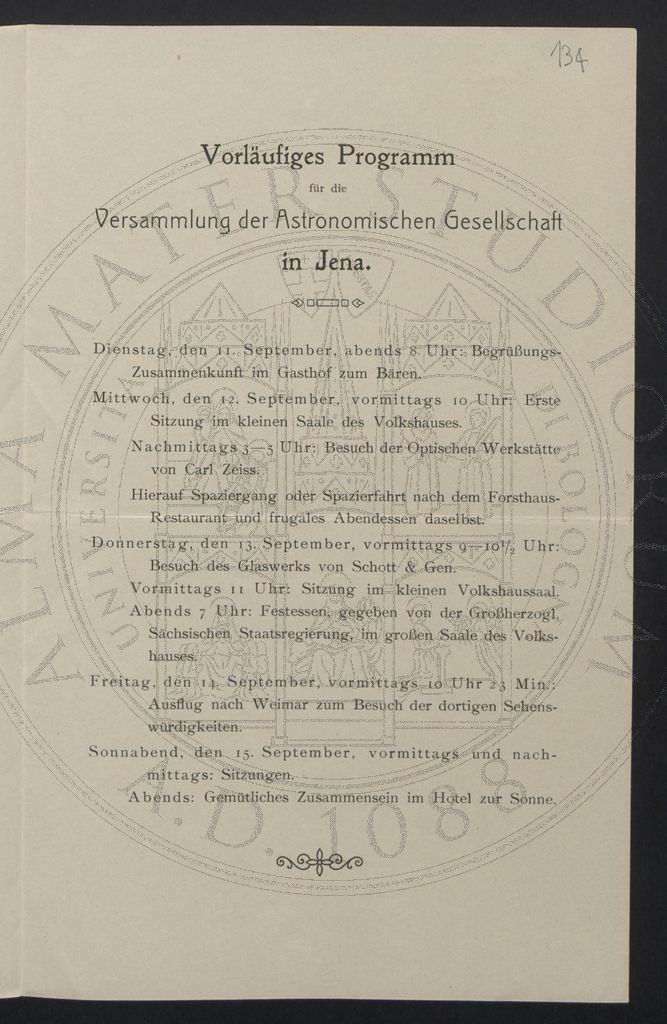 134
Vorläufiges Programm
für die
Versammlung der Astronomischen Gesellschaft
in Jena.
Dienstag, den 11. September, abends 8 Uhr: Begrüßungs-
Zusammenkunft im Gasthof zum Bären.
Mittwoch, den 12. September, vormittags 10 Uhr: Erste
Sitzung im kleinen Saale des Volkshauses.
Nachmittags 3—5 Uhr: Besuch der Optischen Werkstätte
von Carl Zeiss.
Hierauf Spaziergang oder Spazierfahrt nach dem Forsthaus-
Restaurant und frugales Abendessen daselbst.
Donnerstag, den 13. September, vormittags 9—10½ Uhr:
Besuch des Glaswerks von Schott & Gen.
Vormittags 11 Uhr: Sitzung im kleinen Volkshaussaal.
Abends 7 Uhr: Festessen, gegeben von der Großherzogl.
Sächsischen Staatsregierung, im großen Saale des Volks-
hauses.
Freitag, den 14. September, vormittags 10 Uhr 23 Min.:
Ausflug nach Weimar zum Besuch der dortigen Sehens-
würdigkeiten.
Sonnabend, den 15. September, vormittags und nach-
mittags: Sitzungen.
Abends: Gemütliches Zusammensein im Hotel zur Sonne.
ALMA MATER STUDIORUM
A.D. 1088